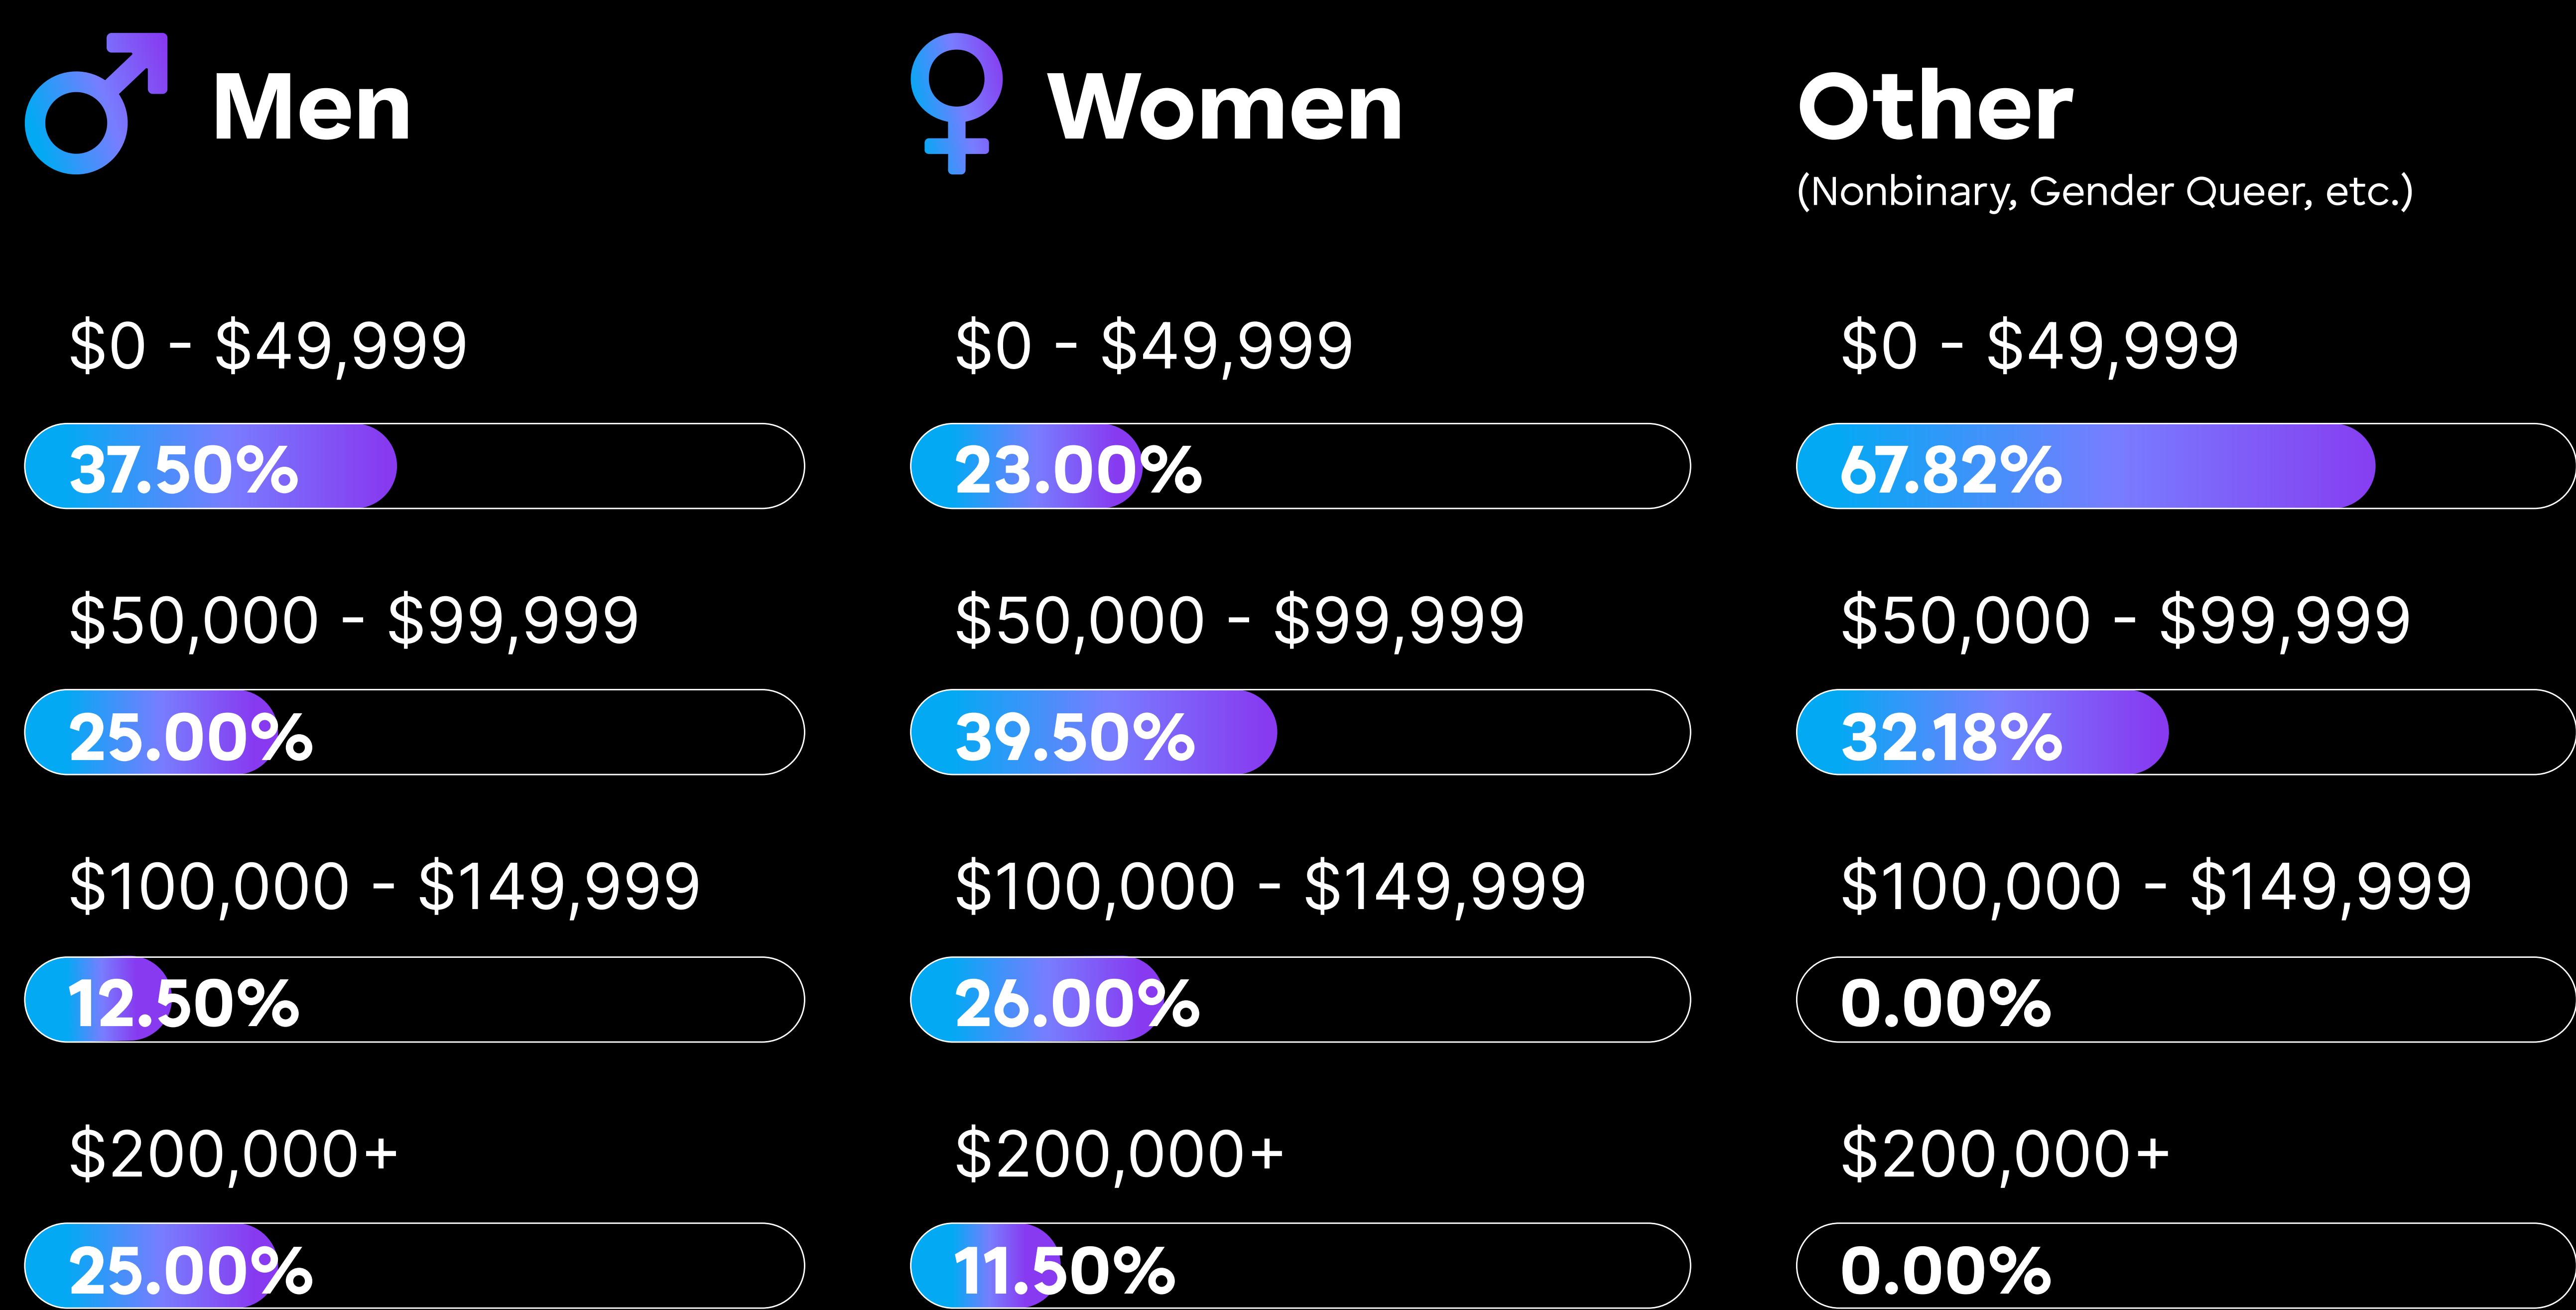 Men
$0 - $49,999
37.50%
$50,000 - $99,999
25.00%
$100,000 - $149,999
12.50%
$200,000+
25.00%
Women
$0 - $49,999
23.00%
$50,000 - $99,999
39.50%
$100,000 - $149,999
26.00%
$200,000+
11.50%
Other
(Nonbinary, Gender Queer, etc.)
$0 - $49,999
67.82%
$50,000 - $99,999
32.18%
$100,000 - $149,999
0.00%
$200,000+
0.00%